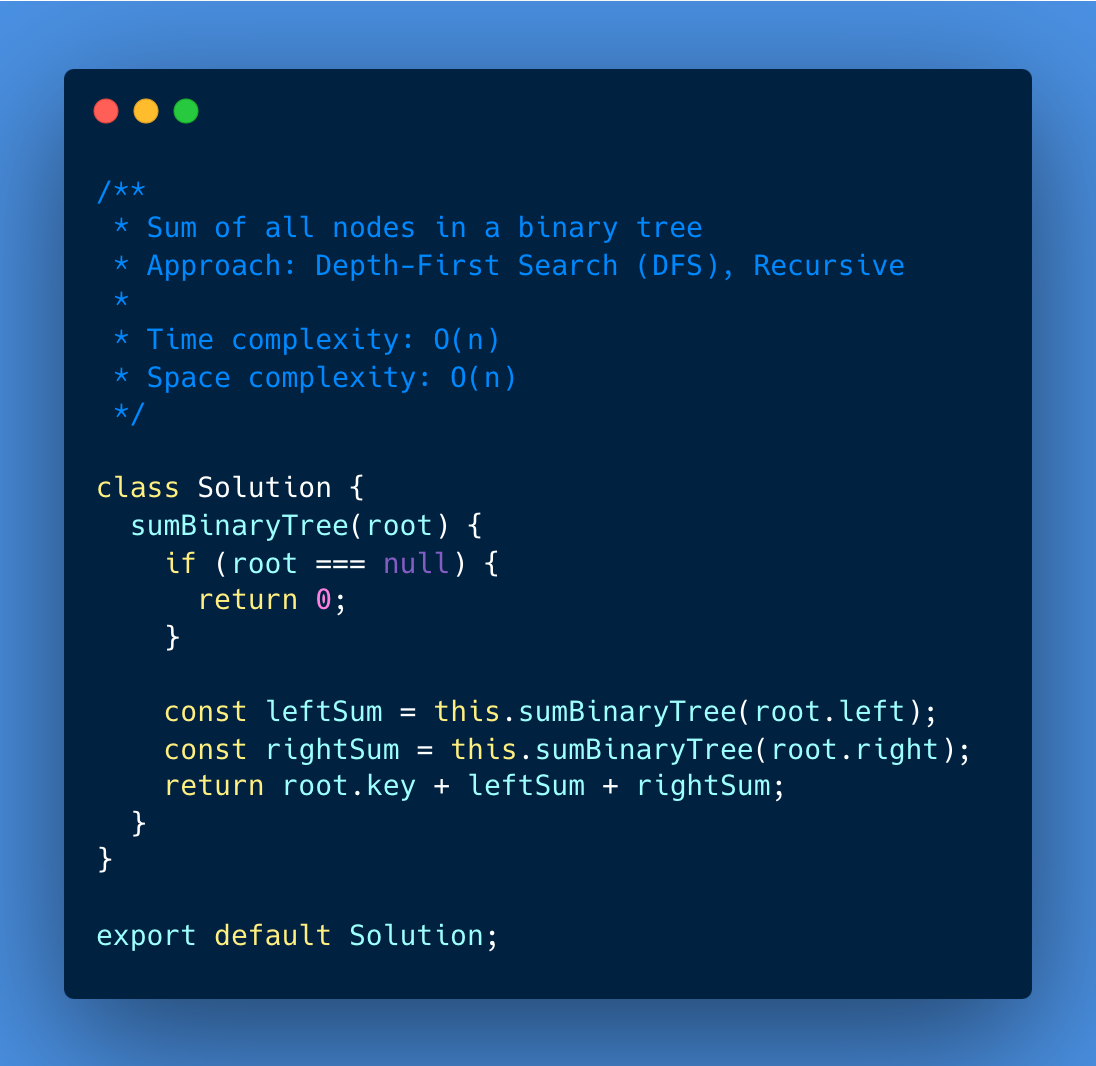 /**
 * Sum of all nodes in a binary tree
 * Approach: Depth-First Search (DFS), Recursive
 *
 * Time complexity: O(n)
 * Space complexity: O(n)
 */

class Solution {
  sumBinaryTree(root) {
    if (root === null) {
      return 0;
    }

    const leftSum = this.sumBinaryTree(root.left);
    const rightSum = this.sumBinaryTree(root.right);
    return root.key + leftSum + rightSum;
  }
}

export default Solution;